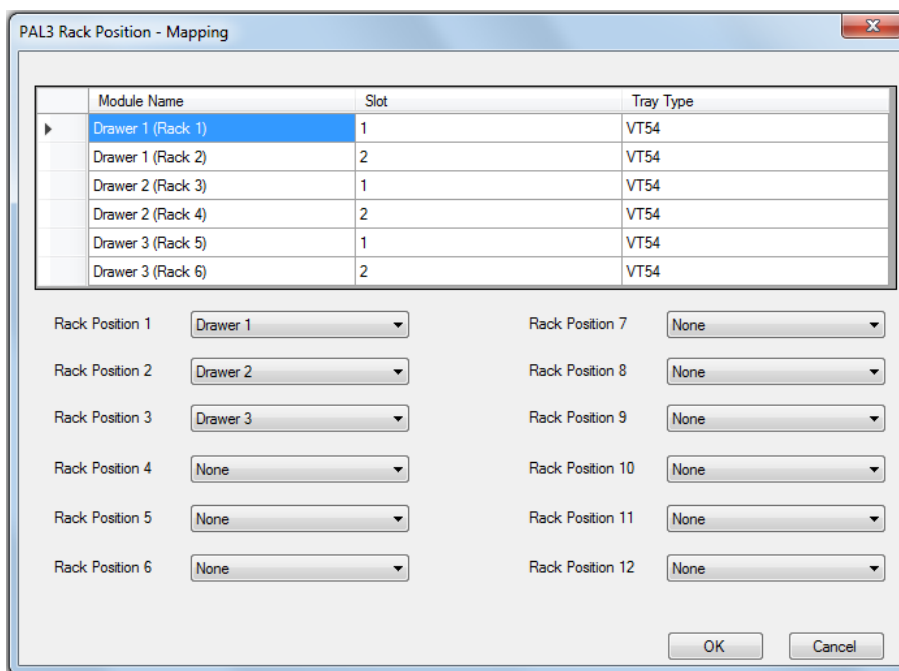 PAL3 Rack Position - Mapping
Module Name Slot Tray Type
Drawer 1 (Rack 1) 1 VT54
Drawer 1 (Rack 2) 2 VT54
Drawer 2 (Rack 3) 1 VT54
Drawer 2 (Rack 4) 2 VT54
Drawer 3 (Rack 5) 1 VT54
Drawer 3 (Rack 6) 2 VT54
Rack Position 1 Drawer 1 Rack Position 7 None
Rack Position 2 Drawer 2 Rack Position 8 None
Rack Position 3 Drawer 3 Rack Position 9 None
Rack Position 4 None Rack Position 10 None
Rack Position 5 None Rack Position 11 None
Rack Position 6 None Rack Position 12 None
OK Cancel